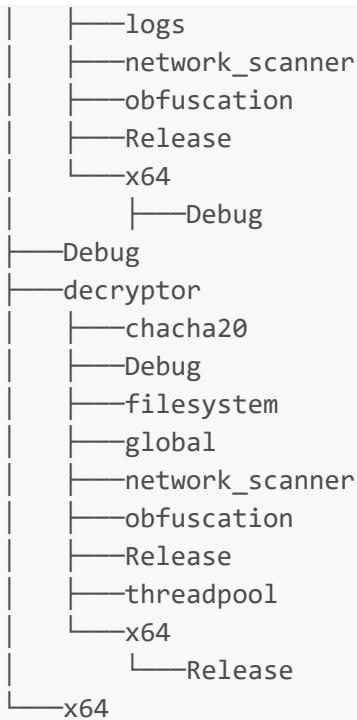 │   ├───logs
│   ├───network_scanner
│   ├───obfuscation
│   ├───Release
│   └───x64
│       ├───Debug
├───Debug
├───decryptor
│   ├───chacha20
│   ├───Debug
│   ├───filesystem
│   ├───global
│   ├───network_scanner
│   ├───obfuscation
│   ├───Release
│   ├───threadpool
│   └───x64
│       └───Release
└───x64